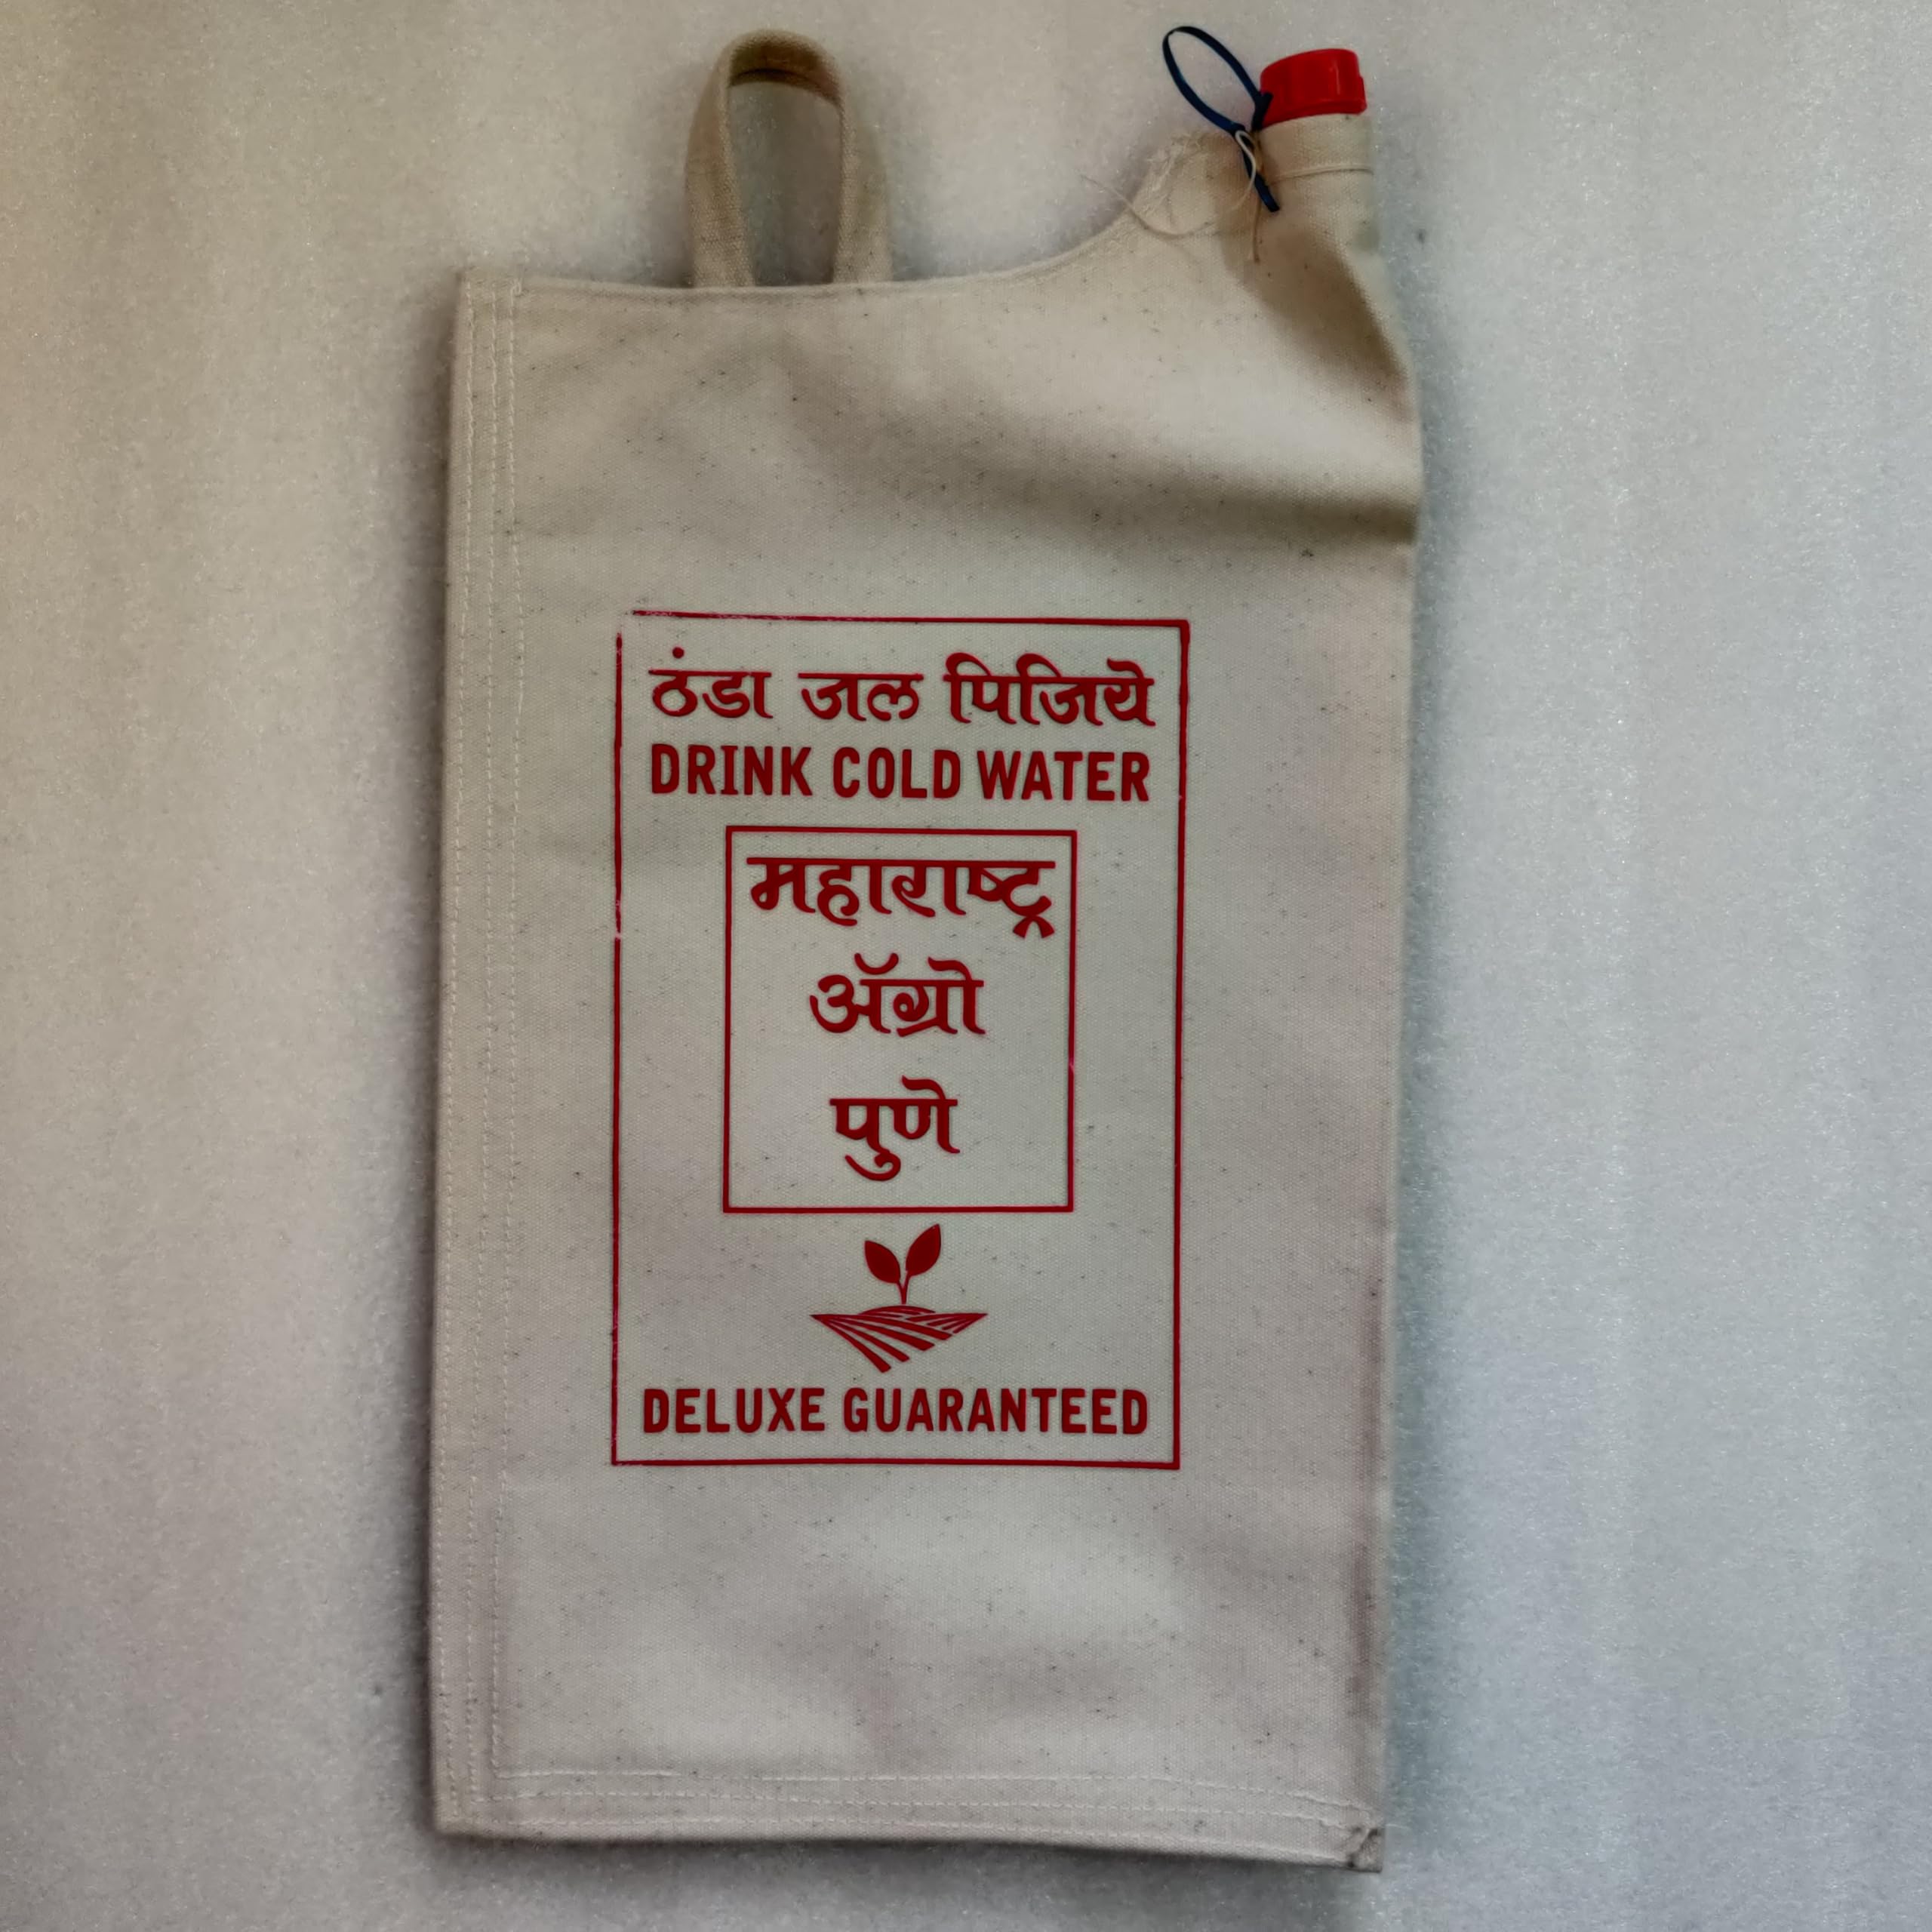 ठंडा जल पिजिये
DRINK COLD WATER
महाराष्ट्र
ॲग्रो
पुणे
DELUXE GUARANTEED